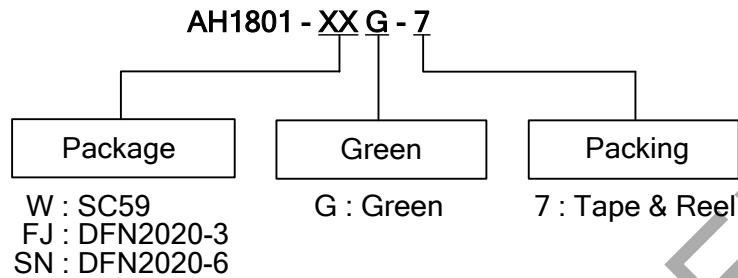 AH1801 - XX G - 7
Package
Green
Packing
W : SC59
FJ : DFN2020-3
SN : DFN2020-6
G : Green
7 : Tape & Reel